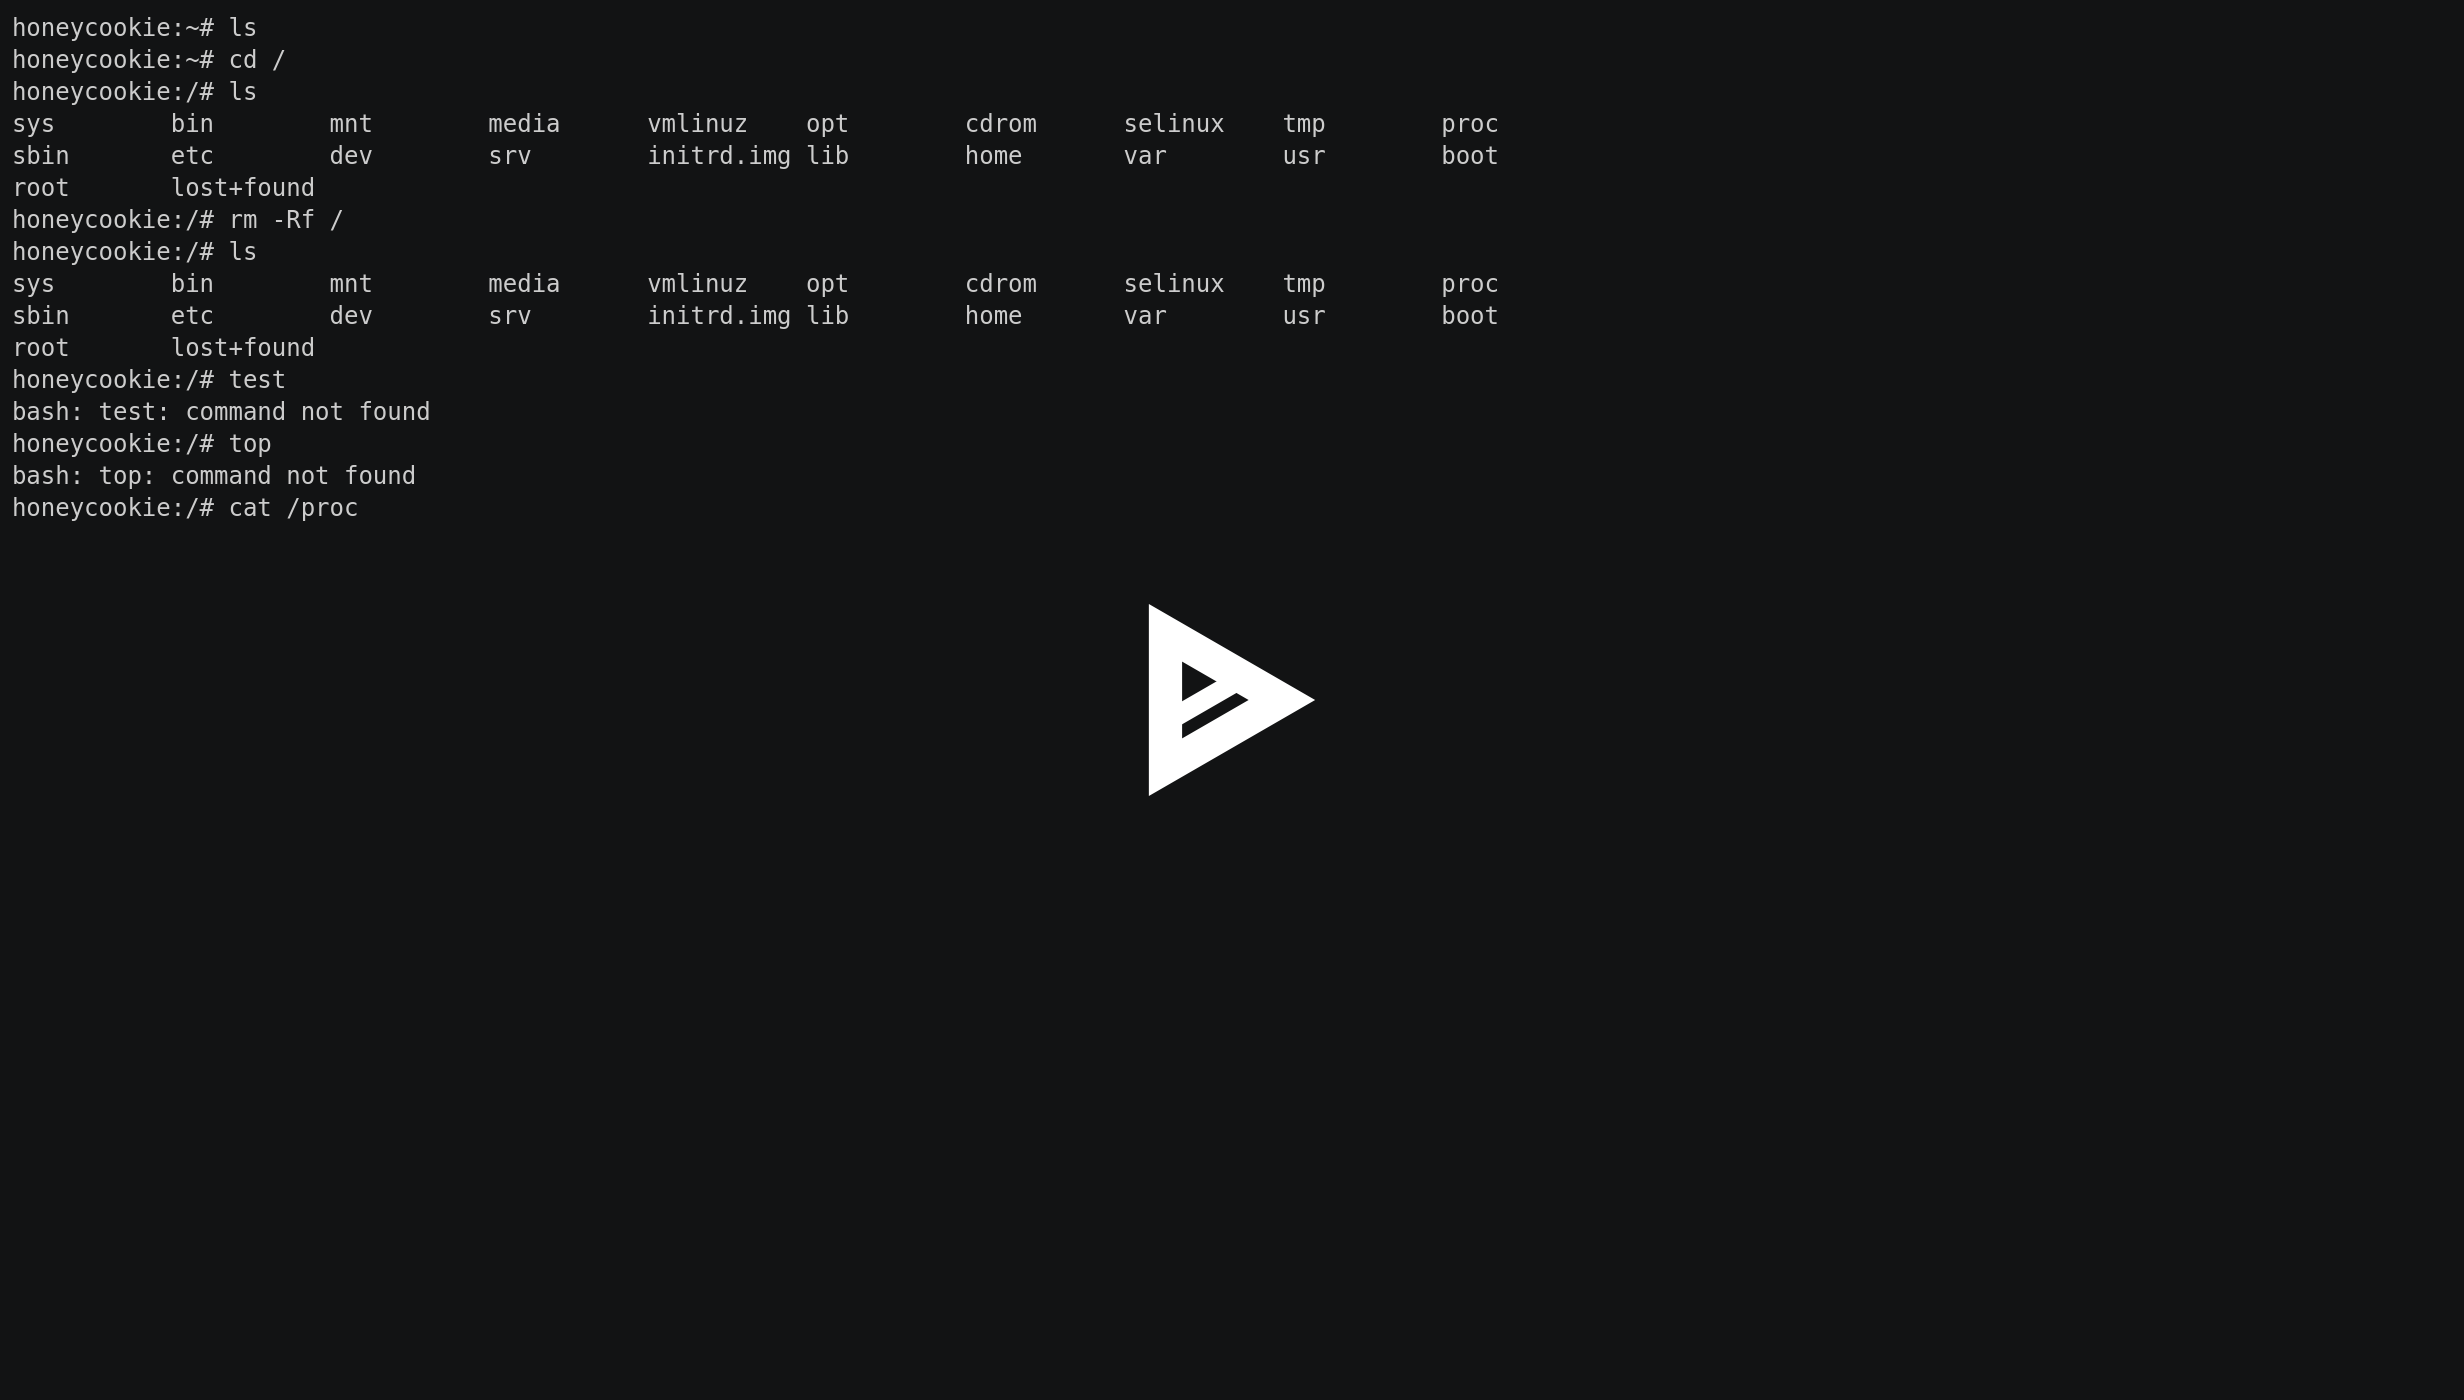 honeycookie:~# ls
honeycookie:~# cd /
honeycookie:/# ls
sys        bin        mnt        media      vmlinuz    opt        cdrom      selinux    tmp        proc
sbin       etc        dev        srv        initrd.img lib        home       var        usr        boot
root       lost+found
honeycookie:/# rm -Rf /
honeycookie:/# ls
sys        bin        mnt        media      vmlinuz    opt        cdrom      selinux    tmp        proc
sbin       etc        dev        srv        initrd.img lib        home       var        usr        boot
root       lost+found
honeycookie:/# test
bash: test: command not found
honeycookie:/# top
bash: top: command not found
honeycookie:/# cat /proc